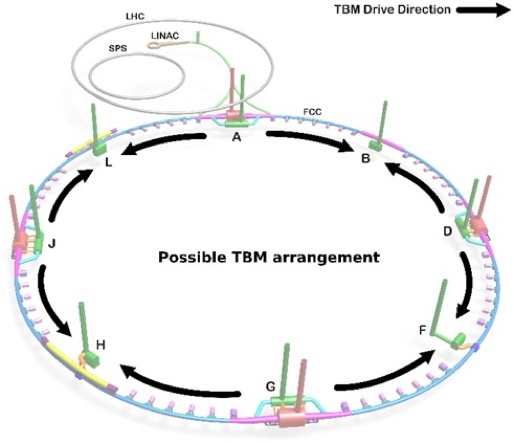 TBM Drive Direction
LHC
LINAC
SPS
FCC
A
B
L
D
J
Possible TBM arrangement
F
H
G